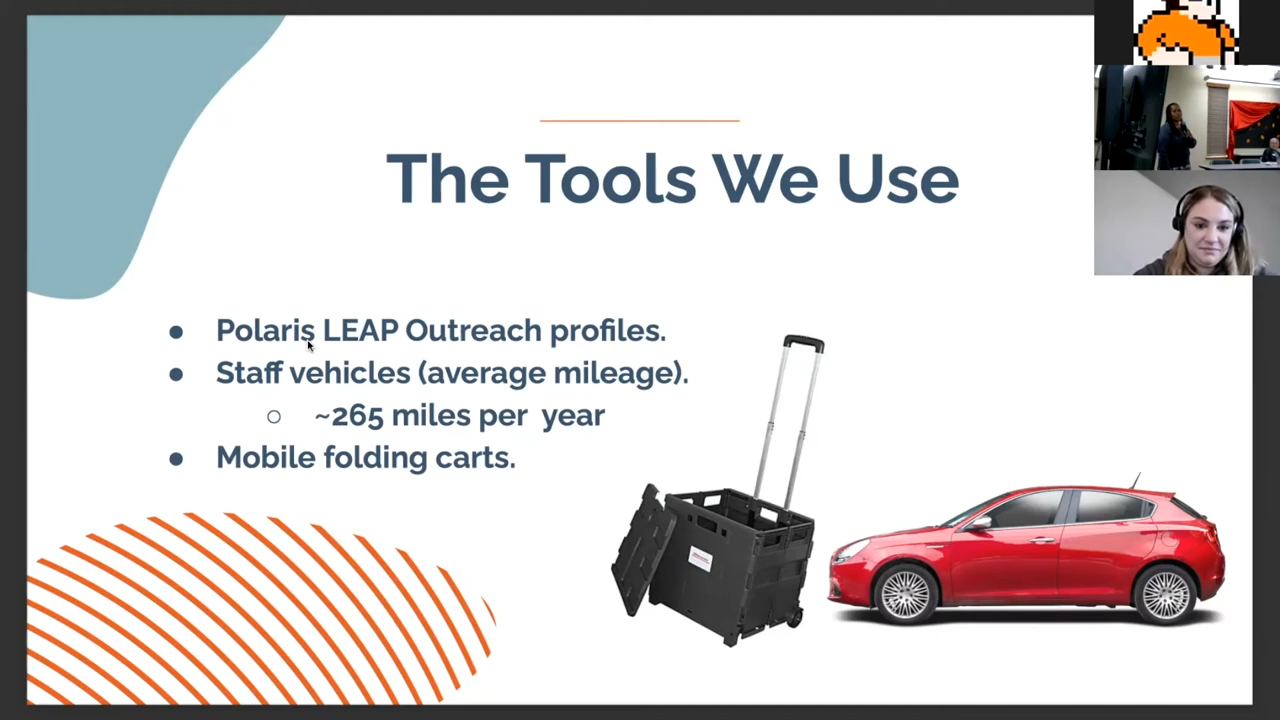 The Tools We Use
● Polaris LEAP Outreach profiles.
● Staff vehicles (average mileage).
○ ~265 miles per year
● Mobile folding carts.